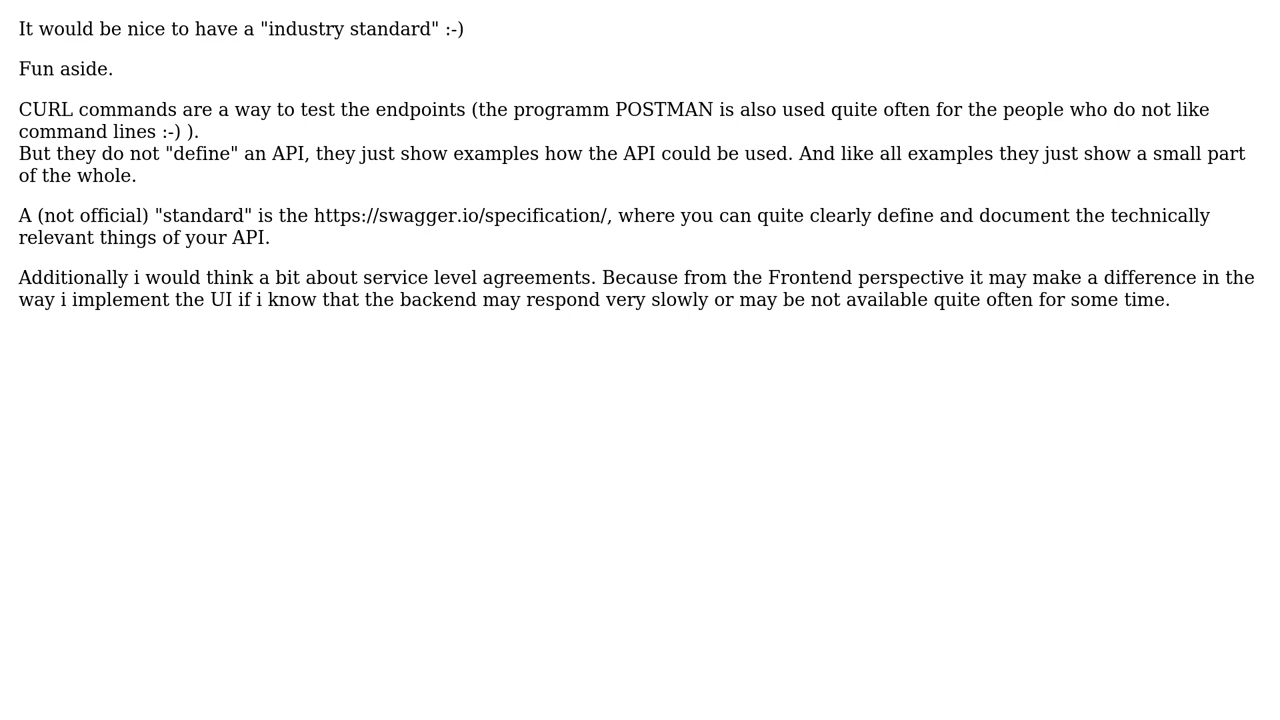 It would be nice to have a "industry standard" :-)
Fun aside.
CURL commands are a way to test the endpoints (the programm POSTMAN is also used quite often for the people who do not like
command lines :-) ).
But they do not "define" an API, they just show examples how the API could be used. And like all examples they just show a small part
of the whole.
A (not official) "standard" is the https://swagger.io/specification/, where you can quite clearly define and document the technically
relevant things of your API.
Additionally i would think a bit about service level agreements. Because from the Frontend perspective it may make a difference in the
way i implement the UI if i know that the backend may respond very slowly or may be not available quite often for some time.